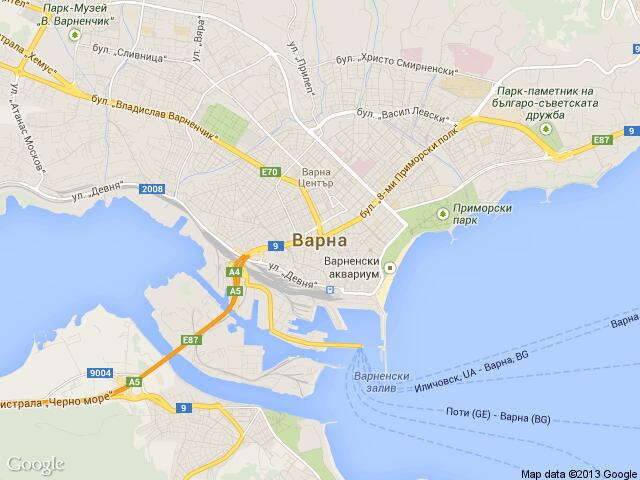 Парк-Музей
„В. Варненчик"
бул. „Сливница"
ул. „Вяра"
ул. „Прилеп"
бул. „Христо Смирненски"
Парк-паметник на
българо-съветската
дружба
бул. „Васил Левски"
бул. „Владислав Варненчик"
ул. „Атанас Москов"
E87
9
E70
Варна
Център
бул. „8-ми Приморски полк"
ул. „Девня"
2008
Приморски
парк
9
Варна
Варненски
аквариум
A4
A5
ул. „Девня"
E87
9004
A5
9
истрала „Черно море"
Варненски
залив
Иличовск, UA - Варна, BG
Поти (GE) - Варна (BG)
Google
Map data ©2013 Google